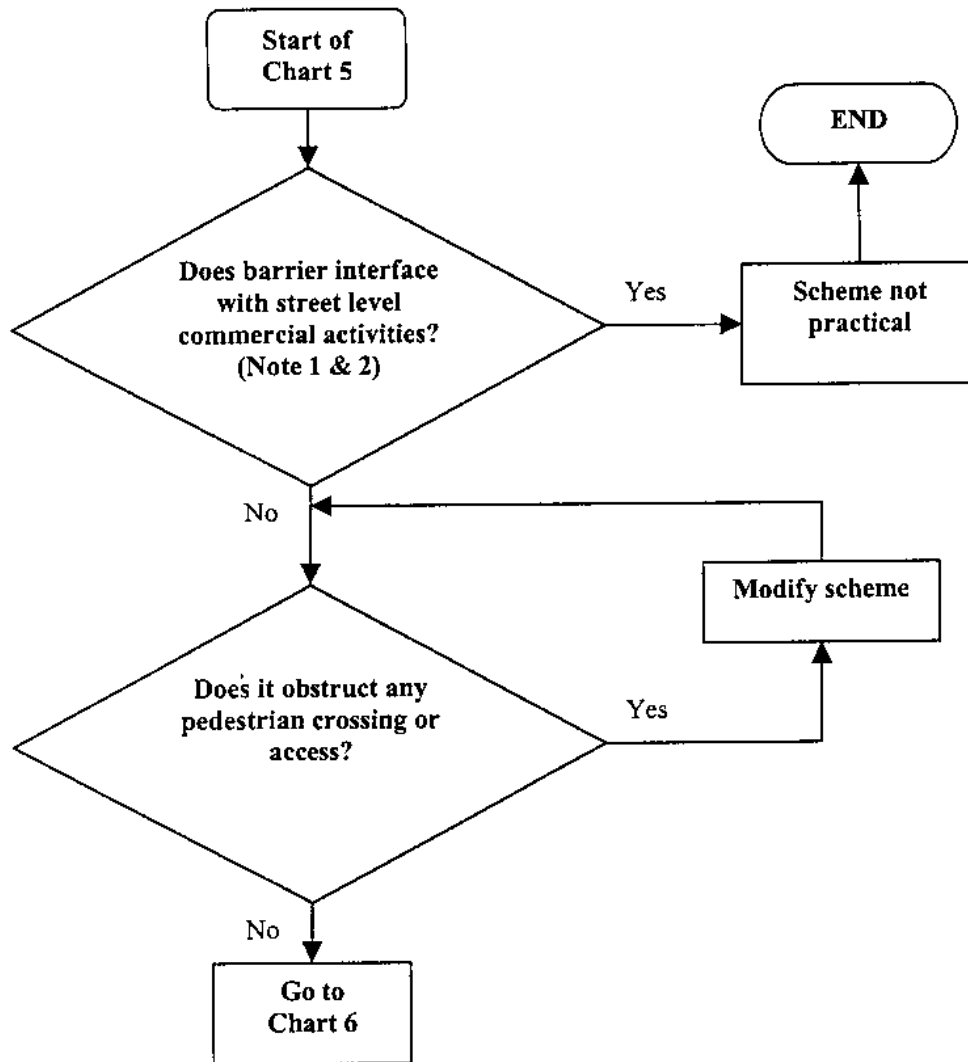 Start of
Chart 5
END
Does barrier interface
with street level
commercial activities?
(Note 1 & 2)
Yes
Scheme not
practical
No
Modify scheme
Does it obstruct any
pedestrian crossing or
access?
Yes
No
Go to
Chart 6